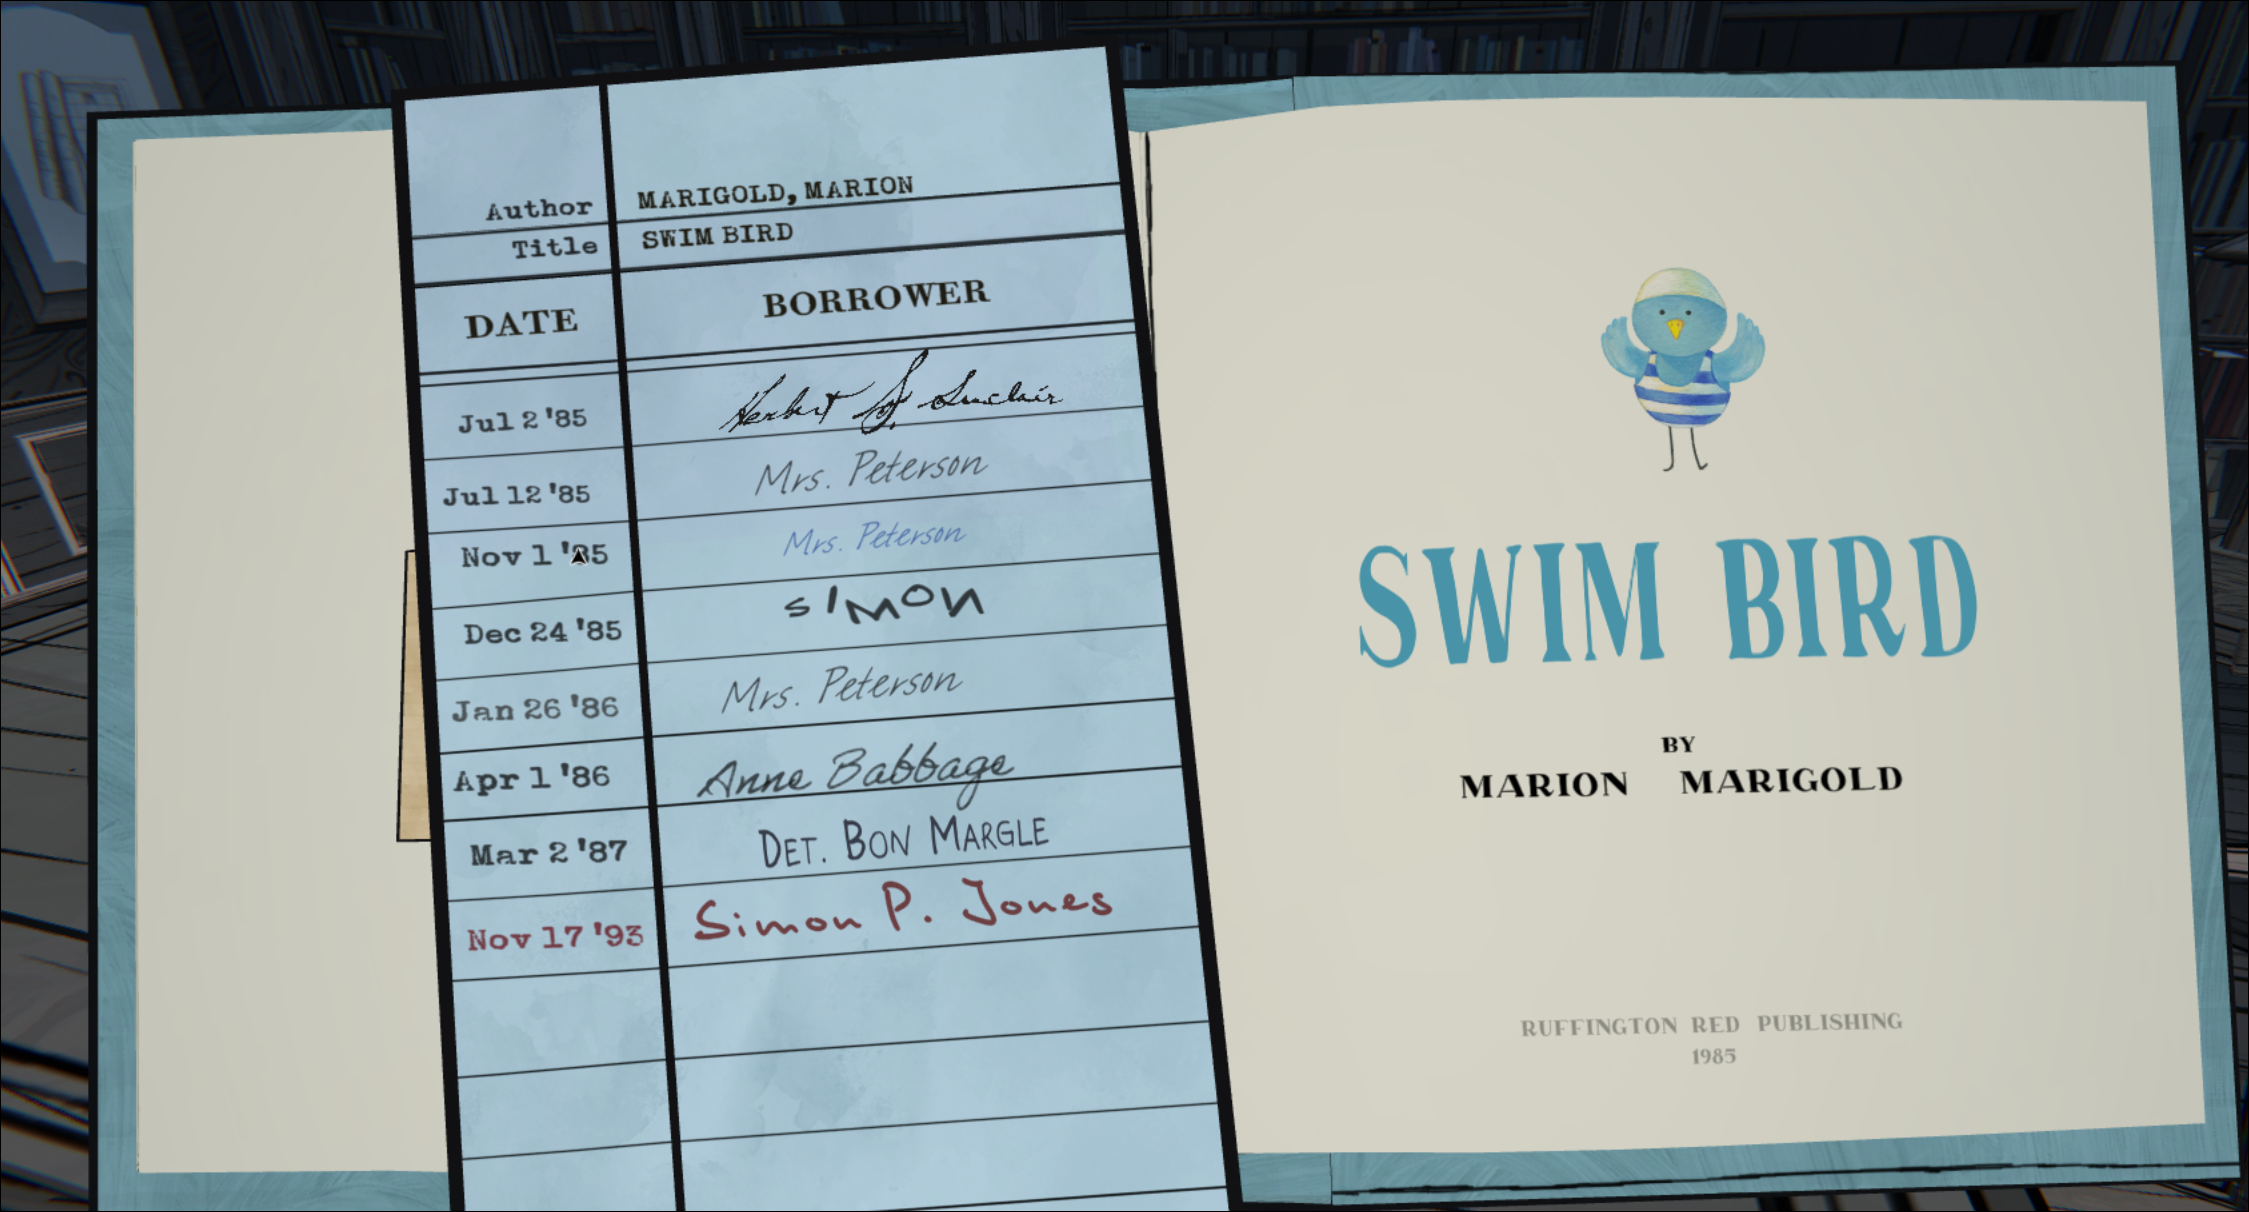 Author MARIGOLD, MARION
Title SWIM BIRD
DATE BORROWER
Jul 2 '85 Herbert S. Sinclair
Jul 12 '85 Mrs. Peterson
Nov 1 '85 Mrs. Peterson
Dec 24 '85 SIMON
Jan 26 '86 Mrs. Peterson
Apr 1 '86 Anne Babbage
Mar 2 '87 DET. BON MARGLE
Nov 17 '93 Simon P. Jones
SWIM BIRD
BY
MARION MARIGOLD
RUFFINGTON RED PUBLISHING
1985